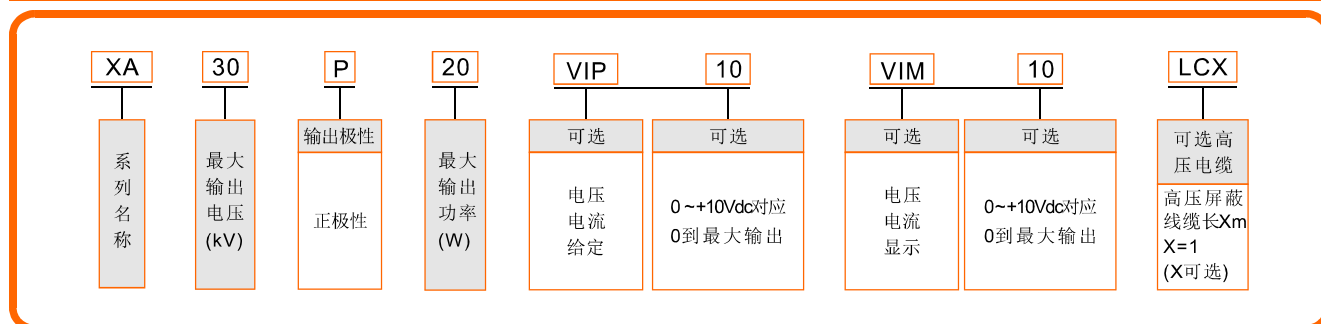 XA 30 P 20 VIP 10 VIM 10 LCX
系
列
名
称
最大
输出
电压
(kV)
输出极性
正极性
最大
输出
功率
(W)
可选
电压
电流
给定
可选
0~+10Vdc对应
0到最大输出
可选
电压
电流
显示
可选
0~+10Vdc对应
0到最大输出
可选高
压电缆
高压屏蔽
线缆长Xm
X=1
(X可选)